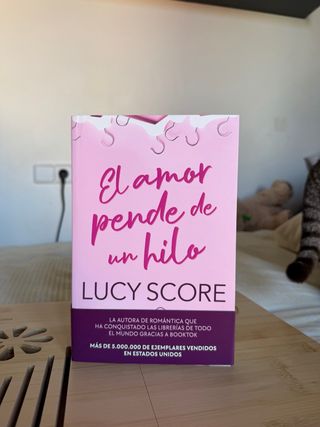 El amor
pende de
un hilo
LUCY SCORE
LA AUTORA DE ROMÁNTICA QUE
HA CONQUISTADO LAS LIBRERÍAS DE TODO
EL MUNDO GRACIAS A BOOKTOK
MÁS DE 5.000.000 DE EJEMPLARES VENDIDOS
EN ESTADOS UNIDOS